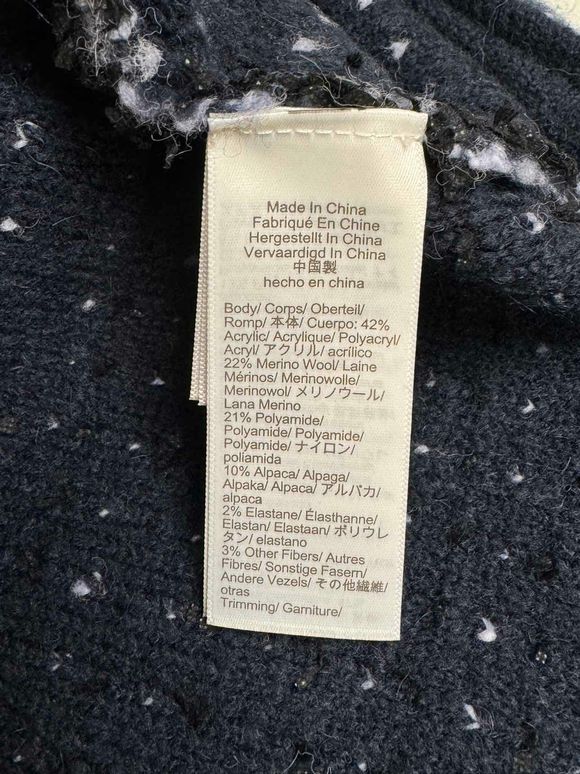 Made In China
Fabriqué En Chine
Hergestellt In China
Vervaardigd In China
中国製
hecho en china
Body/ Corps/ Oberteil/
Romp/ 本体/ Cuerpo: 42%
Acrylic/ Acrylique/ Polyacryl/
Acryl/ アクリル/ acrílico
22% Merino Wool/ Laine
Mérinos/ Merinowolle/
Merinowol/ メリノウール/
Lana Merino
21% Polyamide/
Polyamide/ Polyamide/
Polyamide/ ナイロン/
poliamida
10% Alpaca/ Alpaga/
Alpaka/ Alpaca/ アルパカ/
alpaca
2% Elastane/ Élasthanne/
Elastan/ Elastaan/ ポリウレ
タン/ elastano
3% Other Fibers/ Autres
Fibres/ Sonstige Fasern/
Andere Vezels/ その他繊維/
otras
Trimming/ Garniture/